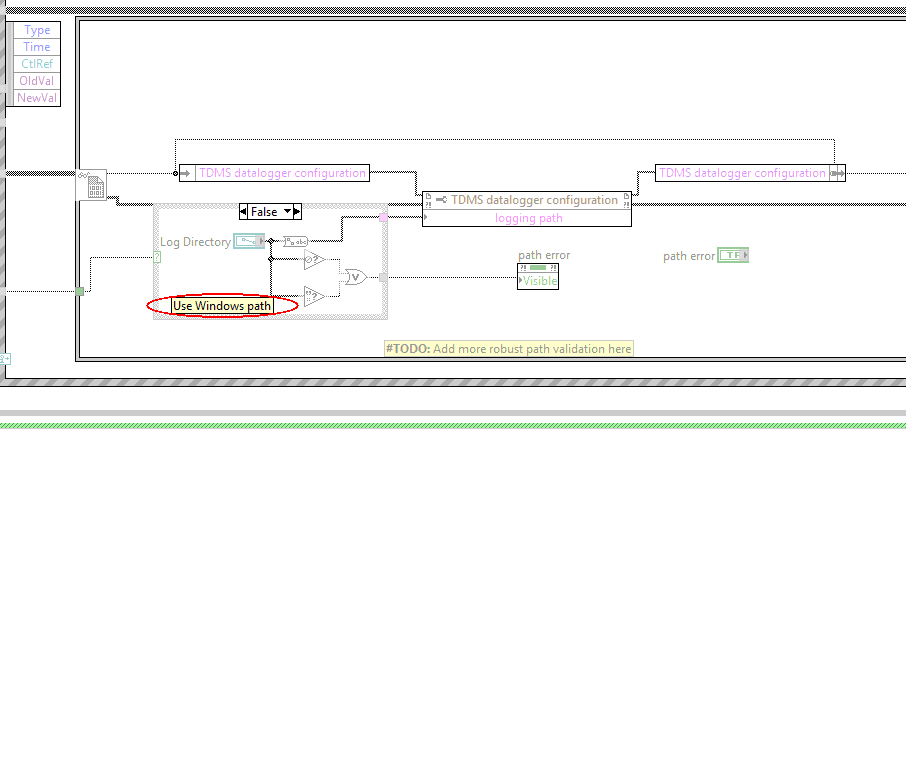 Type
Time
CtlRef
OldVal
NewVal
TDMS datalogger configuration
TDMS datalogger configuration
TDMS datalogger configuration
logging path
False
Log Directory
abc
?
?
?
V
path error
Visible
path error
TF
Use Windows path
#TODO: Add more robust path validation here